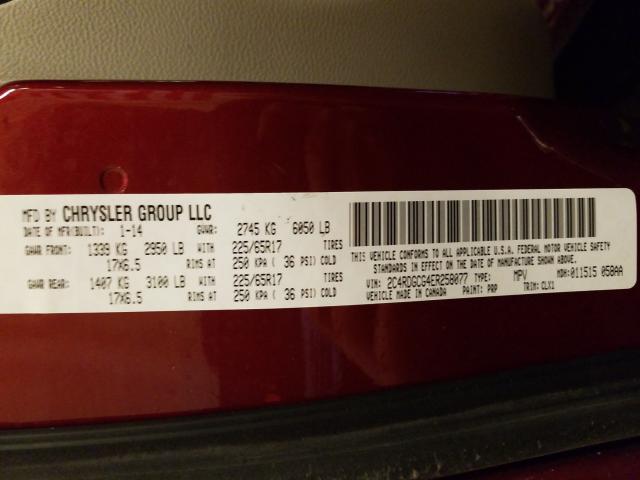 MFD BY CHRYSLER GROUP LLC
DATE OF MFR(BUILT): 1-14 GVWR: 2745 KG 6050 LB
GAWR FRONT: 1339 KG 2950 LB WITH 225/65R17 TIRES
17X6.5 RIMS AT 250 KPA ( 36 PSI) COLD
GAWR REAR: 1407 KG 3100 LB WITH 225/65R17 TIRES
17X6.5 RIMS AT 250 KPA ( 36 PSI) COLD
THIS VEHICLE CONFORMS TO ALL APPLICABLE U.S.A. FEDERAL MOTOR VEHICLE SAFETY
STANDARDS IN EFFECT ON THE DATE OF MANUFACTURE SHOWN ABOVE.
VIN: 2C4RDGCG4ER258077 TYPE: MPV MDH:011515 058AA
VEHICLE MADE IN CANADA PAINT: PRP TRIM: CLX1